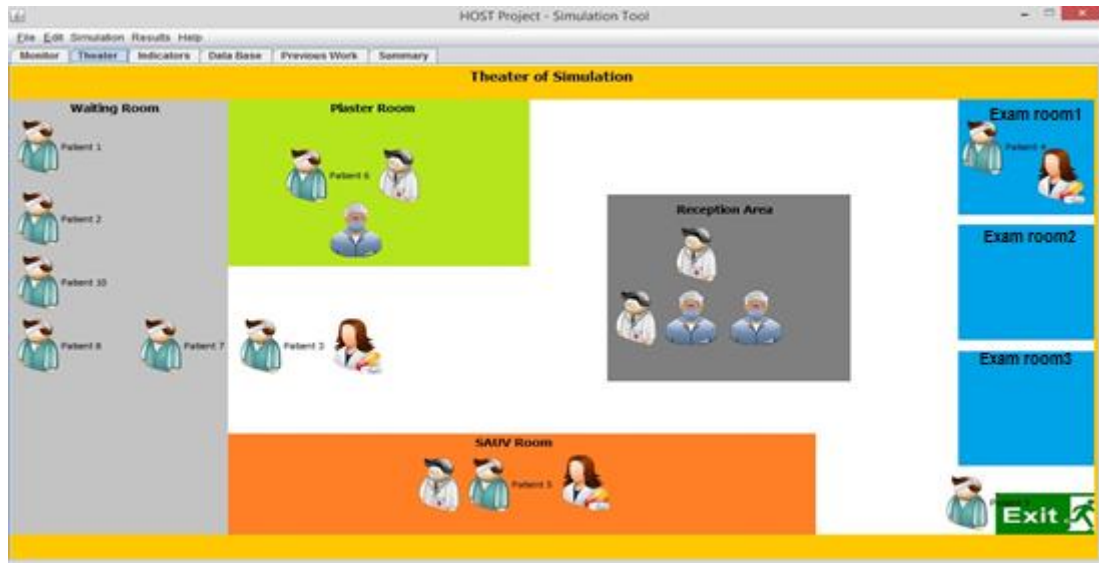 HOST Project - Simulation Tool
File Edit Simulation Results Help
Monitor Theater Indicators Data Base Previous Work Summary
Theater of Simulation
Waiting Room
Plaster Room
Exam room1
Patient 1
Patient 4
Patient 6
Patient 2
Reception Area
Exam room2
Patient 10
Patient 8
Patient 7
Patient 3
Exam room3
SAUV Room
Patient 5
Exit